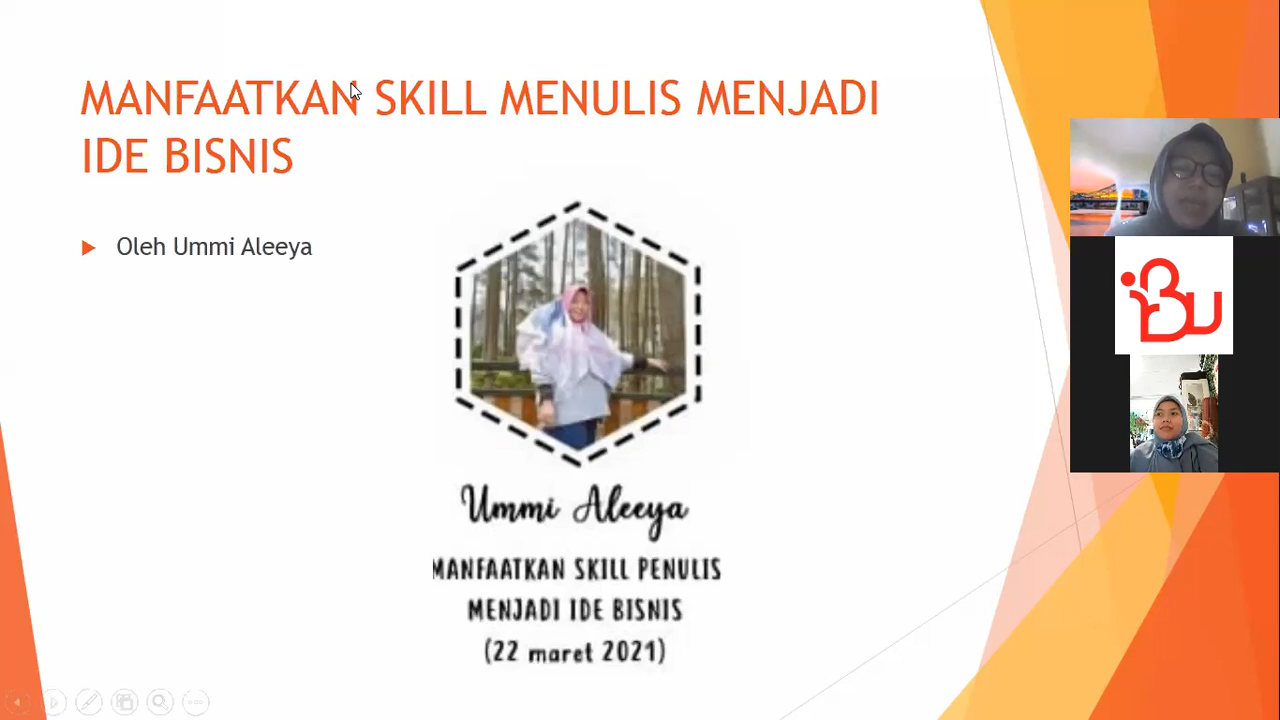 MANFAATKAN SKILL MENULIS MENJADI
IDE BISNIS
Oleh Ummi Aleeya
Ummi Aleeya
MANFAATKAN SKILL PENULIS
MENJADI IDE BISNIS
(22 maret 2021)
iBU